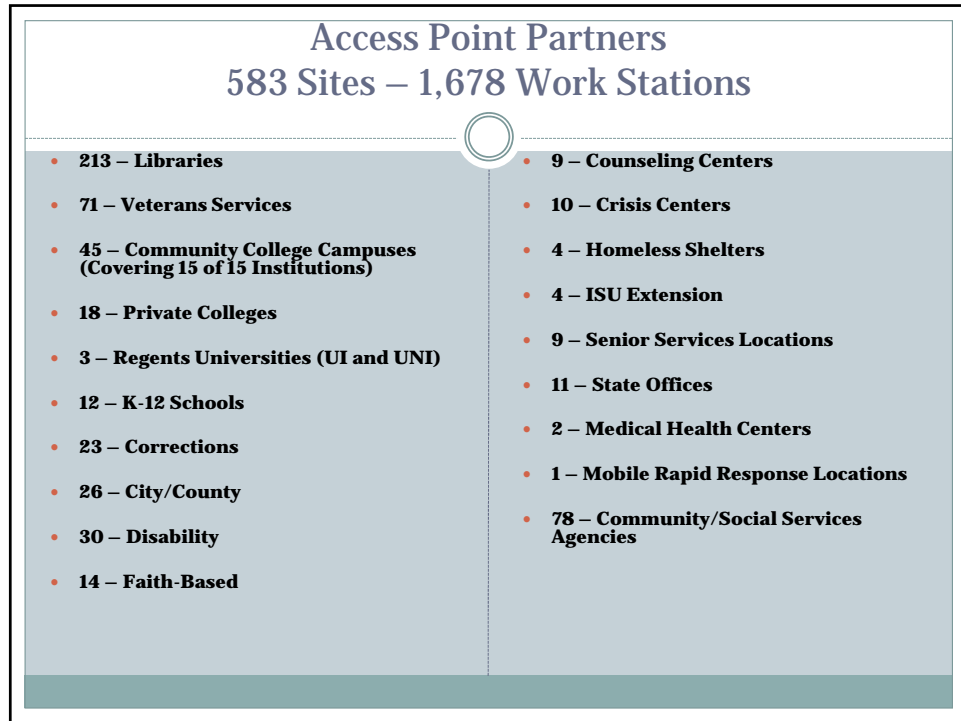 Access Point Partners
583 Sites – 1,678 Work Stations
• 213 – Libraries
• 71 – Veterans Services
• 45 – Community College Campuses
(Covering 15 of 15 Institutions)
• 18 – Private Colleges
• 3 – Regents Universities (UI and UNI)
• 12 – K-12 Schools
• 23 – Corrections
• 26 – City/County
• 30 – Disability
• 14 – Faith-Based
• 9 – Counseling Centers
• 10 – Crisis Centers
• 4 – Homeless Shelters
• 4 – ISU Extension
• 9 – Senior Services Locations
• 11 – State Offices
• 2 – Medical Health Centers
• 1 – Mobile Rapid Response Locations
• 78 – Community/Social Services
Agencies